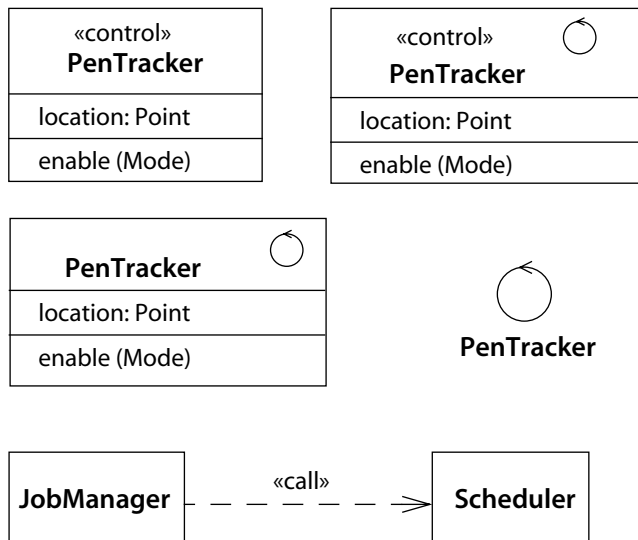 «control»
PenTracker
location: Point
enable (Mode)
«control»
PenTracker
location: Point
enable (Mode)
PenTracker
location: Point
enable (Mode)
PenTracker
JobManager
«call»
Scheduler